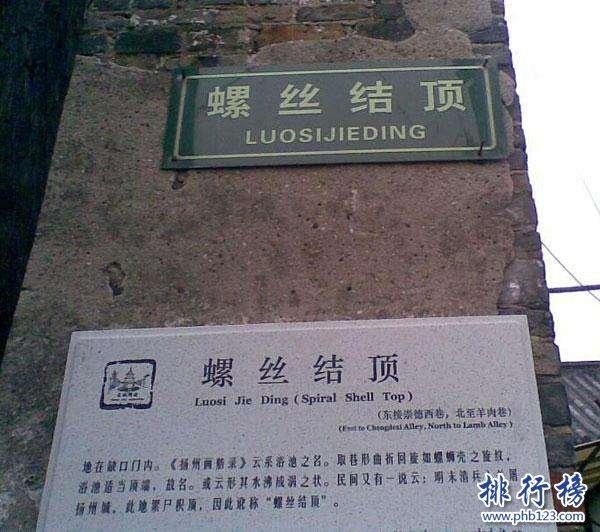 螺丝结顶
LUOSIJIEDING
螺丝结顶
Luosi Jie Ding (Spiral Shell Top)
（东接崇德西巷，北至羊肉巷）
(East to Chongdexi Alley, North to Lamb Alley)
地在缺口门内。《扬州画舫录》云系浴池之名。取巷形曲折回旋如螺蛳壳之旋纹，
浴池适当顶端，故名。或云形其水沸成涡之状。民间又有一说云：明末清兵
扬州城，此地累尸积顶，因此讹称“螺丝结顶”。
排行榜
www.phb123.com